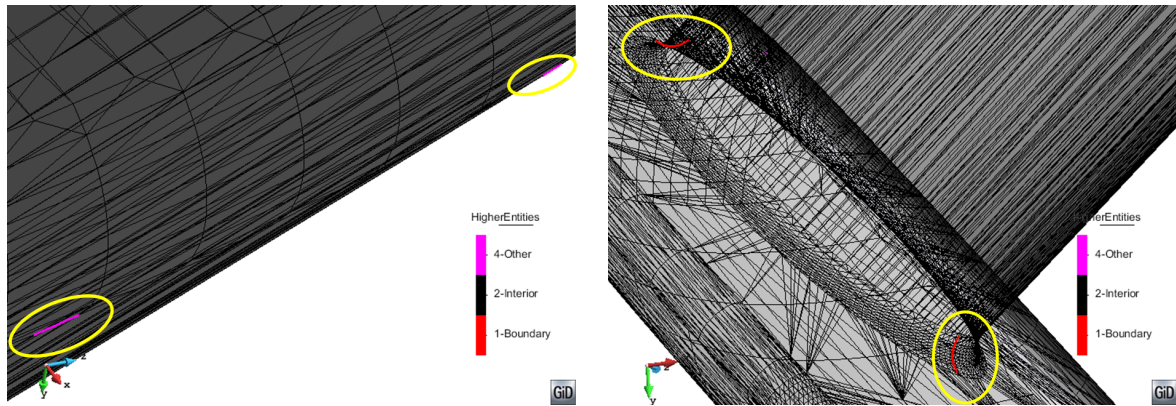 HigherEntities
4-Other
2-Interior
1-Boundary
z
x
y
GiD
HigherEntities
4-Other
2-Interior
1-Boundary
z
y
GiD